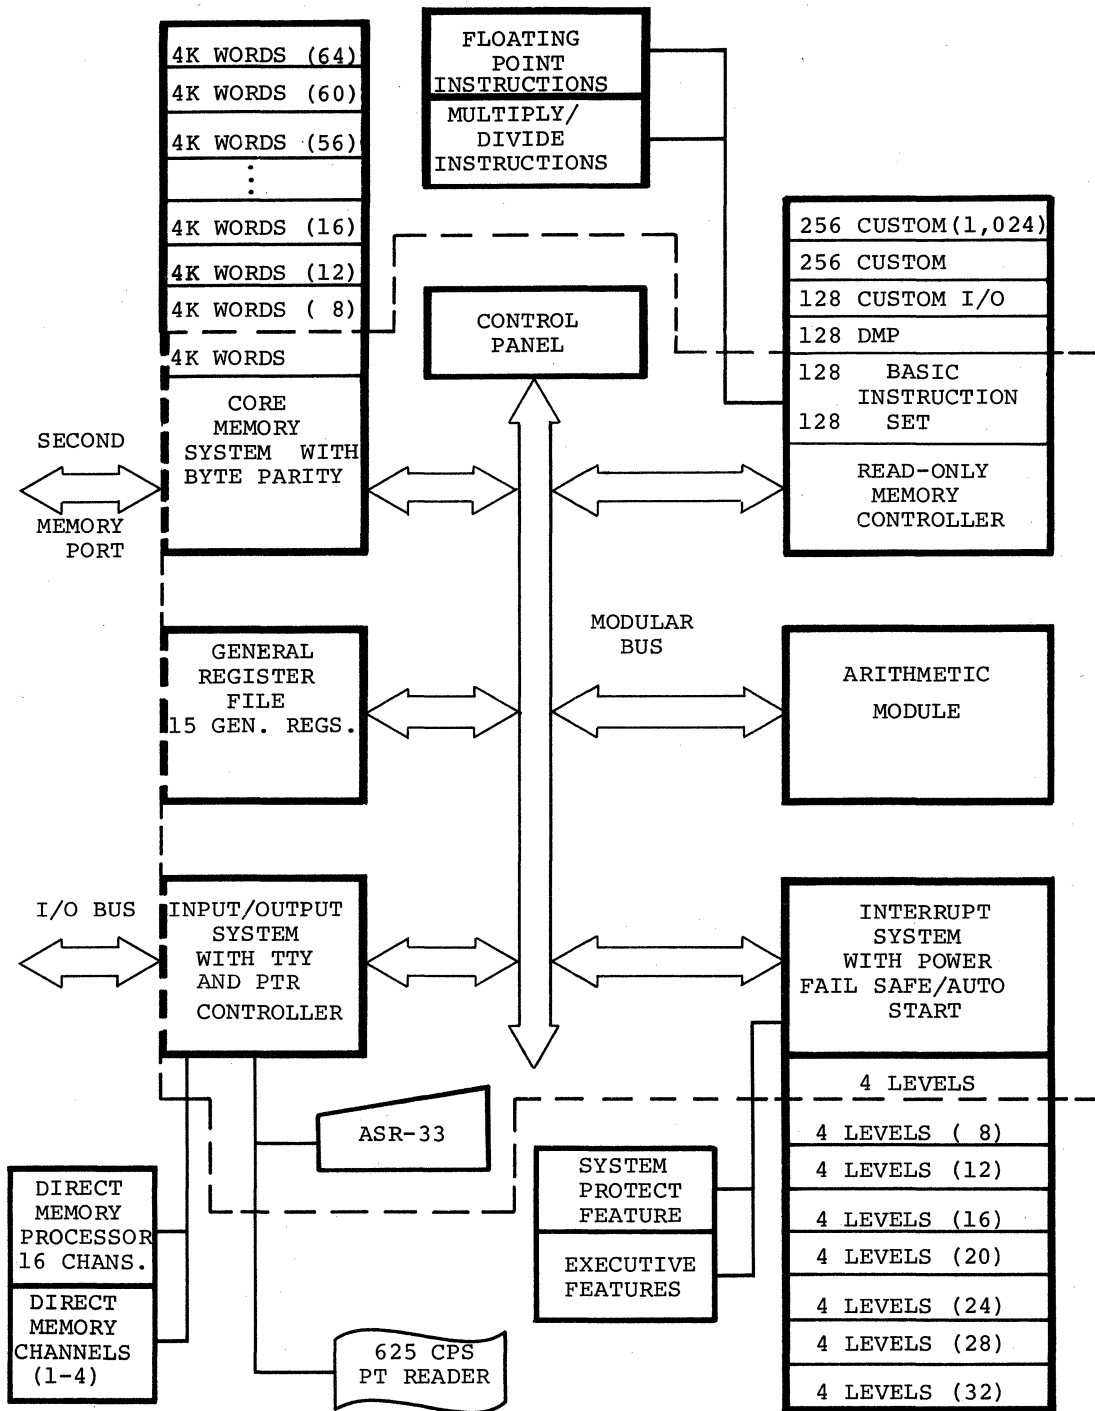 4K WORDS (64)
4K WORDS (60)
4K WORDS (56)
⋮
4K WORDS (16)
4K WORDS (12)
4K WORDS ( 8)
4K WORDS
CORE
MEMORY
SYSTEM WITH
BYTE PARITY
SECOND
MEMORY
PORT
FLOATING
POINT
INSTRUCTIONS
MULTIPLY/
DIVIDE
INSTRUCTIONS
CONTROL
PANEL
256 CUSTOM(1,024)
256 CUSTOM
128 CUSTOM I/O
128 DMP
128 BASIC
INSTRUCTION
128 SET
READ-ONLY
MEMORY
CONTROLLER
GENERAL
REGISTER
FILE
15 GEN. REGS.
MODULAR
BUS
ARITHMETIC
MODULE
I/O BUS
INPUT/OUTPUT
SYSTEM
WITH TTY
AND PTR
CONTROLLER
INTERRUPT
SYSTEM
WITH POWER
FAIL SAFE/AUTO
START
4 LEVELS
4 LEVELS ( 8)
4 LEVELS (12)
4 LEVELS (16)
4 LEVELS (20)
4 LEVELS (24)
4 LEVELS (28)
4 LEVELS (32)
ASR-33
SYSTEM
PROTECT
FEATURE
EXECUTIVE
FEATURES
DIRECT
MEMORY
PROCESSOR
16 CHANS.
DIRECT
MEMORY
CHANNELS
(1-4)
625 CPS
PT READER